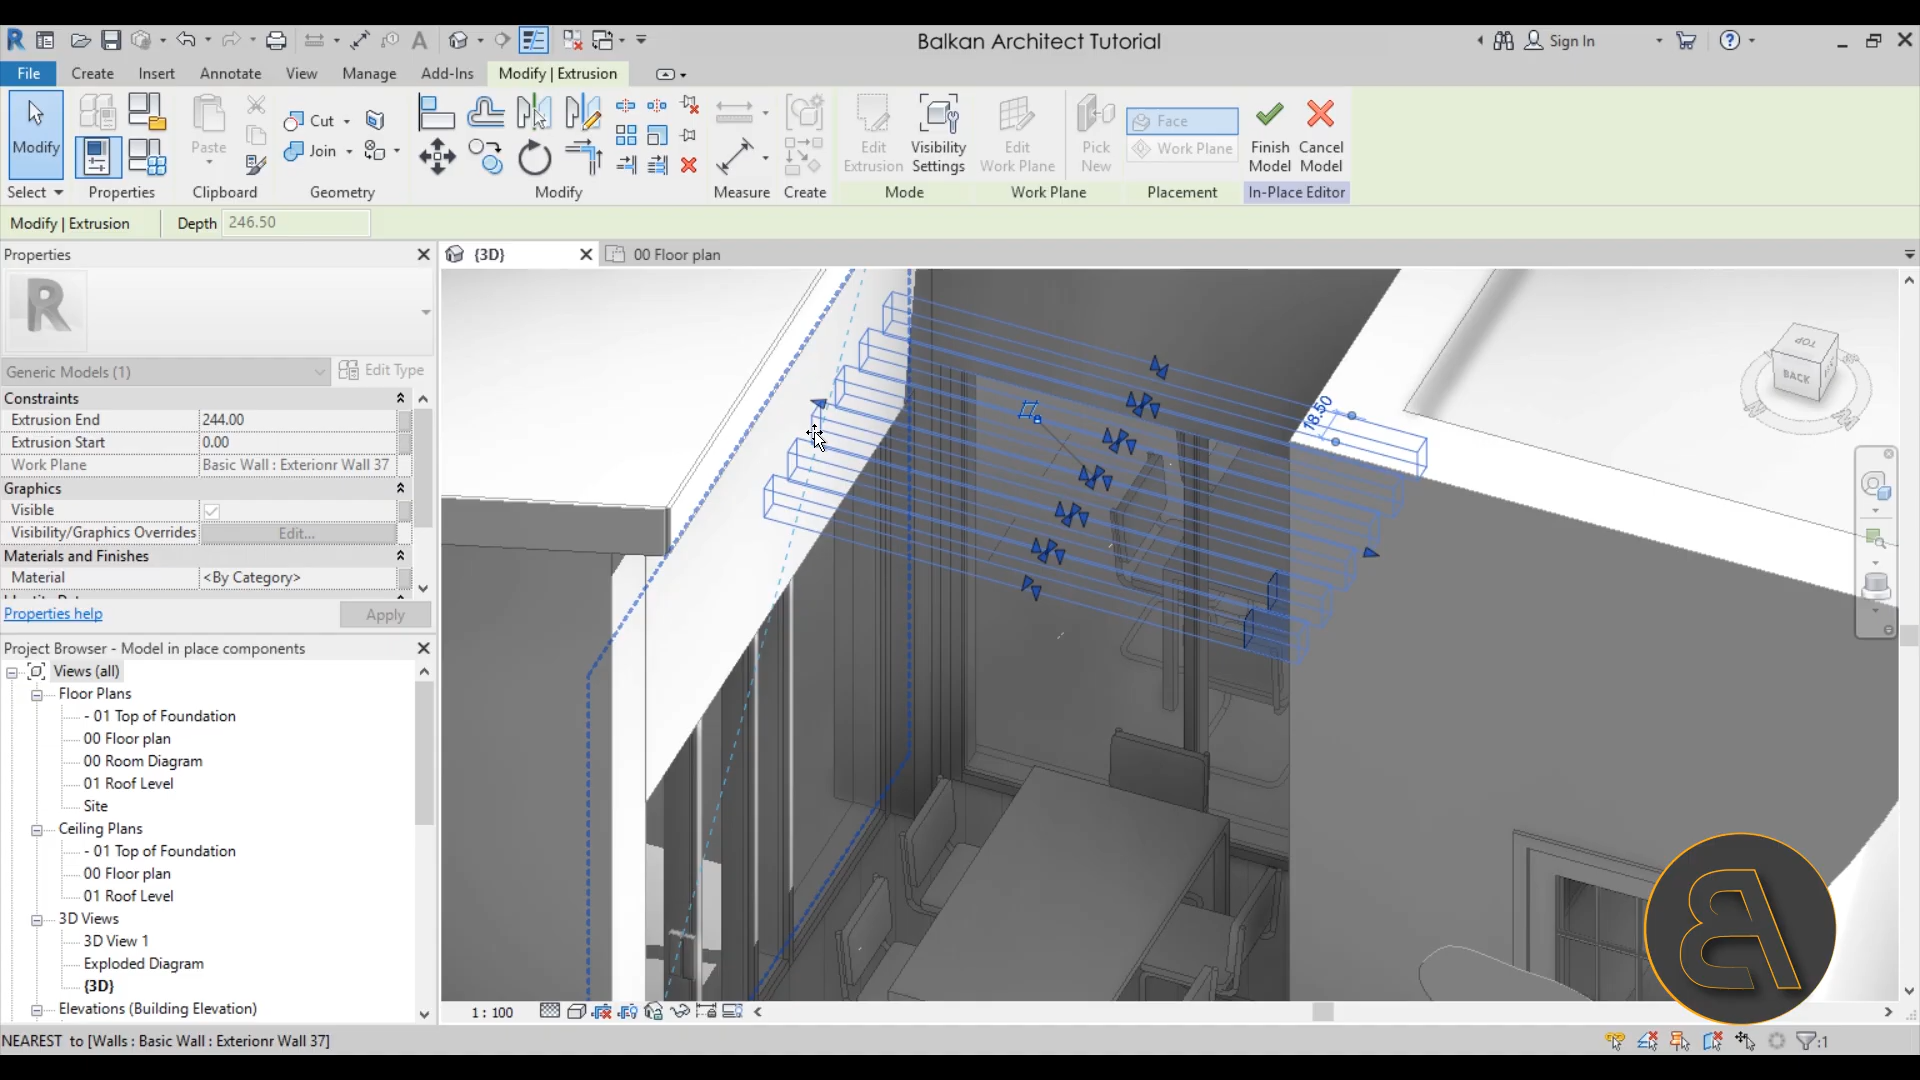 Balkan Architect Tutorial
Sign In
File Create Insert Annotate View Manage Add-Ins Modify | Extrusion
Modify
Paste
Cut
Join
Edit Extrusion
Visibility Settings
Edit Work Plane
Pick New
Face
Work Plane
Finish Model
Cancel Model
Select Properties Clipboard Geometry Modify Measure Create Mode Work Plane Placement In-Place Editor
Modify | Extrusion Depth 246.50
Properties
{3D}
00 Floor plan
R
Generic Models (1)
Edit Type
Constraints
Extrusion End 244.00
Extrusion Start 0.00
Work Plane Basic Wall : Exterionr Wall 37
Graphics
Visible
Visibility/Graphics Overrides Edit...
Materials and Finishes
Material <By Category>
Properties help
Apply
Project Browser - Model in place components
Views (all)
Floor Plans
- 01 Top of Foundation
00 Floor plan
00 Room Diagram
01 Roof Level
Site
Ceiling Plans
- 01 Top of Foundation
00 Floor plan
01 Roof Level
3D Views
3D View 1
Exploded Diagram
{3D}
Elevations (Building Elevation)
18.50
TOP
BACK
1 : 100
NEAREST to [Walls : Basic Wall : Exterionr Wall 37]
:1